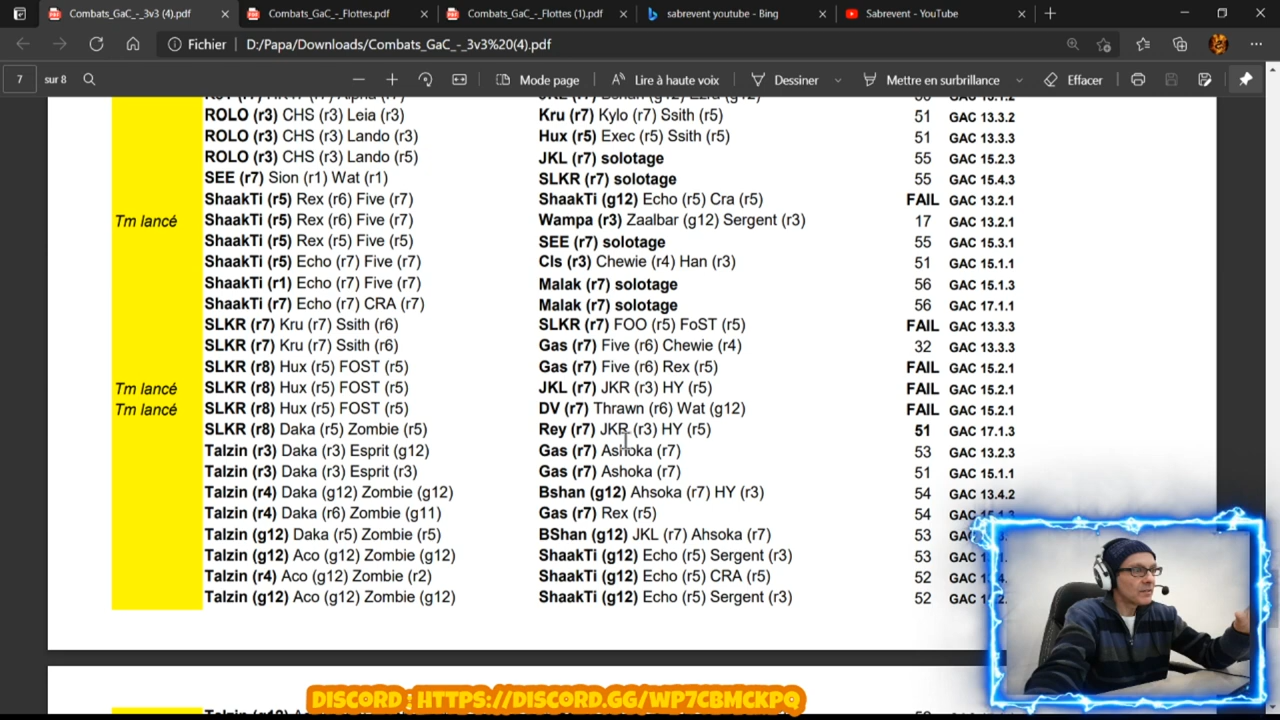 Combats_GaC_-_3v3 (4).pdf
Combats_GaC_-_Flottes.pdf
Combats_GaC_-_Flottes (1).pdf
sabrevent youtube - Bing
Sabrevent - YouTube
Fichier D:/Papa/Downloads/Combats_GaC_-_3v3%20(4).pdf
7 sur 8 Mode page Lire à haute voix Dessiner Mettre en surbrillance Effacer
ROLO (r3) CHS (r3) Leia (r3) Kru (r7) Kylo (r7) Ssith (r5) 51 GAC 13.3.2
ROLO (r3) CHS (r3) Lando (r3) Hux (r5) Exec (r5) Ssith (r5) 51 GAC 13.3.3
ROLO (r3) CHS (r3) Lando (r5) JKL (r7) solotage 55 GAC 15.2.3
SEE (r7) Sion (r1) Wat (r1) SLKR (r7) solotage 55 GAC 15.4.3
ShaakTi (r5) Rex (r6) Five (r7) ShaakTi (g12) Echo (r5) Cra (r5) FAIL GAC 13.2.1
Tm lancé ShaakTi (r5) Rex (r6) Five (r7) Wampa (r3) Zaalbar (g12) Sergent (r3) 17 GAC 13.2.1
ShaakTi (r5) Rex (r5) Five (r5) SEE (r7) solotage 55 GAC 15.3.1
ShaakTi (r5) Echo (r7) Five (r7) Cls (r3) Chewie (r4) Han (r3) 51 GAC 15.1.1
ShaakTi (r1) Echo (r7) Five (r7) Malak (r7) solotage 56 GAC 15.1.3
ShaakTi (r7) Echo (r7) CRA (r7) Malak (r7) solotage 56 GAC 17.1.1
SLKR (r7) Kru (r7) Ssith (r6) SLKR (r7) FOO (r5) FoST (r5) FAIL GAC 13.3.3
SLKR (r7) Kru (r7) Ssith (r6) Gas (r7) Five (r6) Chewie (r4) 32 GAC 13.3.3
SLKR (r8) Hux (r5) FOST (r5) Gas (r7) Five (r6) Rex (r5) FAIL GAC 15.2.1
Tm lancé SLKR (r8) Hux (r5) FOST (r5) JKL (r7) JKR (r3) HY (r5) FAIL GAC 15.2.1
Tm lancé SLKR (r8) Hux (r5) FOST (r5) DV (r7) Thrawn (r6) Wat (g12) FAIL GAC 15.2.1
SLKR (r8) Daka (r5) Zombie (r5) Rey (r7) JKR (r3) HY (r5) 51 GAC 17.1.3
Talzin (r3) Daka (r3) Esprit (g12) Gas (r7) Ashoka (r7) 53 GAC 13.2.3
Talzin (r3) Daka (r3) Esprit (r3) Gas (r7) Ashoka (r7) 51 GAC 15.1.1
Talzin (r4) Daka (g12) Zombie (g12) Bshan (g12) Ahsoka (r7) HY (r3) 54 GAC 13.4.2
Talzin (r4) Daka (r6) Zombie (g11) Gas (r7) Rex (r5) 54
Talzin (g12) Daka (r5) Zombie (r5) BShan (g12) JKL (r7) Ahsoka (r7) 53
Talzin (g12) Aco (g12) Zombie (g12) ShaakTi (g12) Echo (r5) Sergent (r3) 53
Talzin (r4) Aco (g12) Zombie (r2) ShaakTi (g12) Echo (r5) CRA (r5) 52
Talzin (g12) Aco (g12) Zombie (g12) ShaakTi (g12) Echo (r5) Sergent (r3) 52
DISCORD : HTTPS://DISCORD.GG/WP7CBMCKPQ